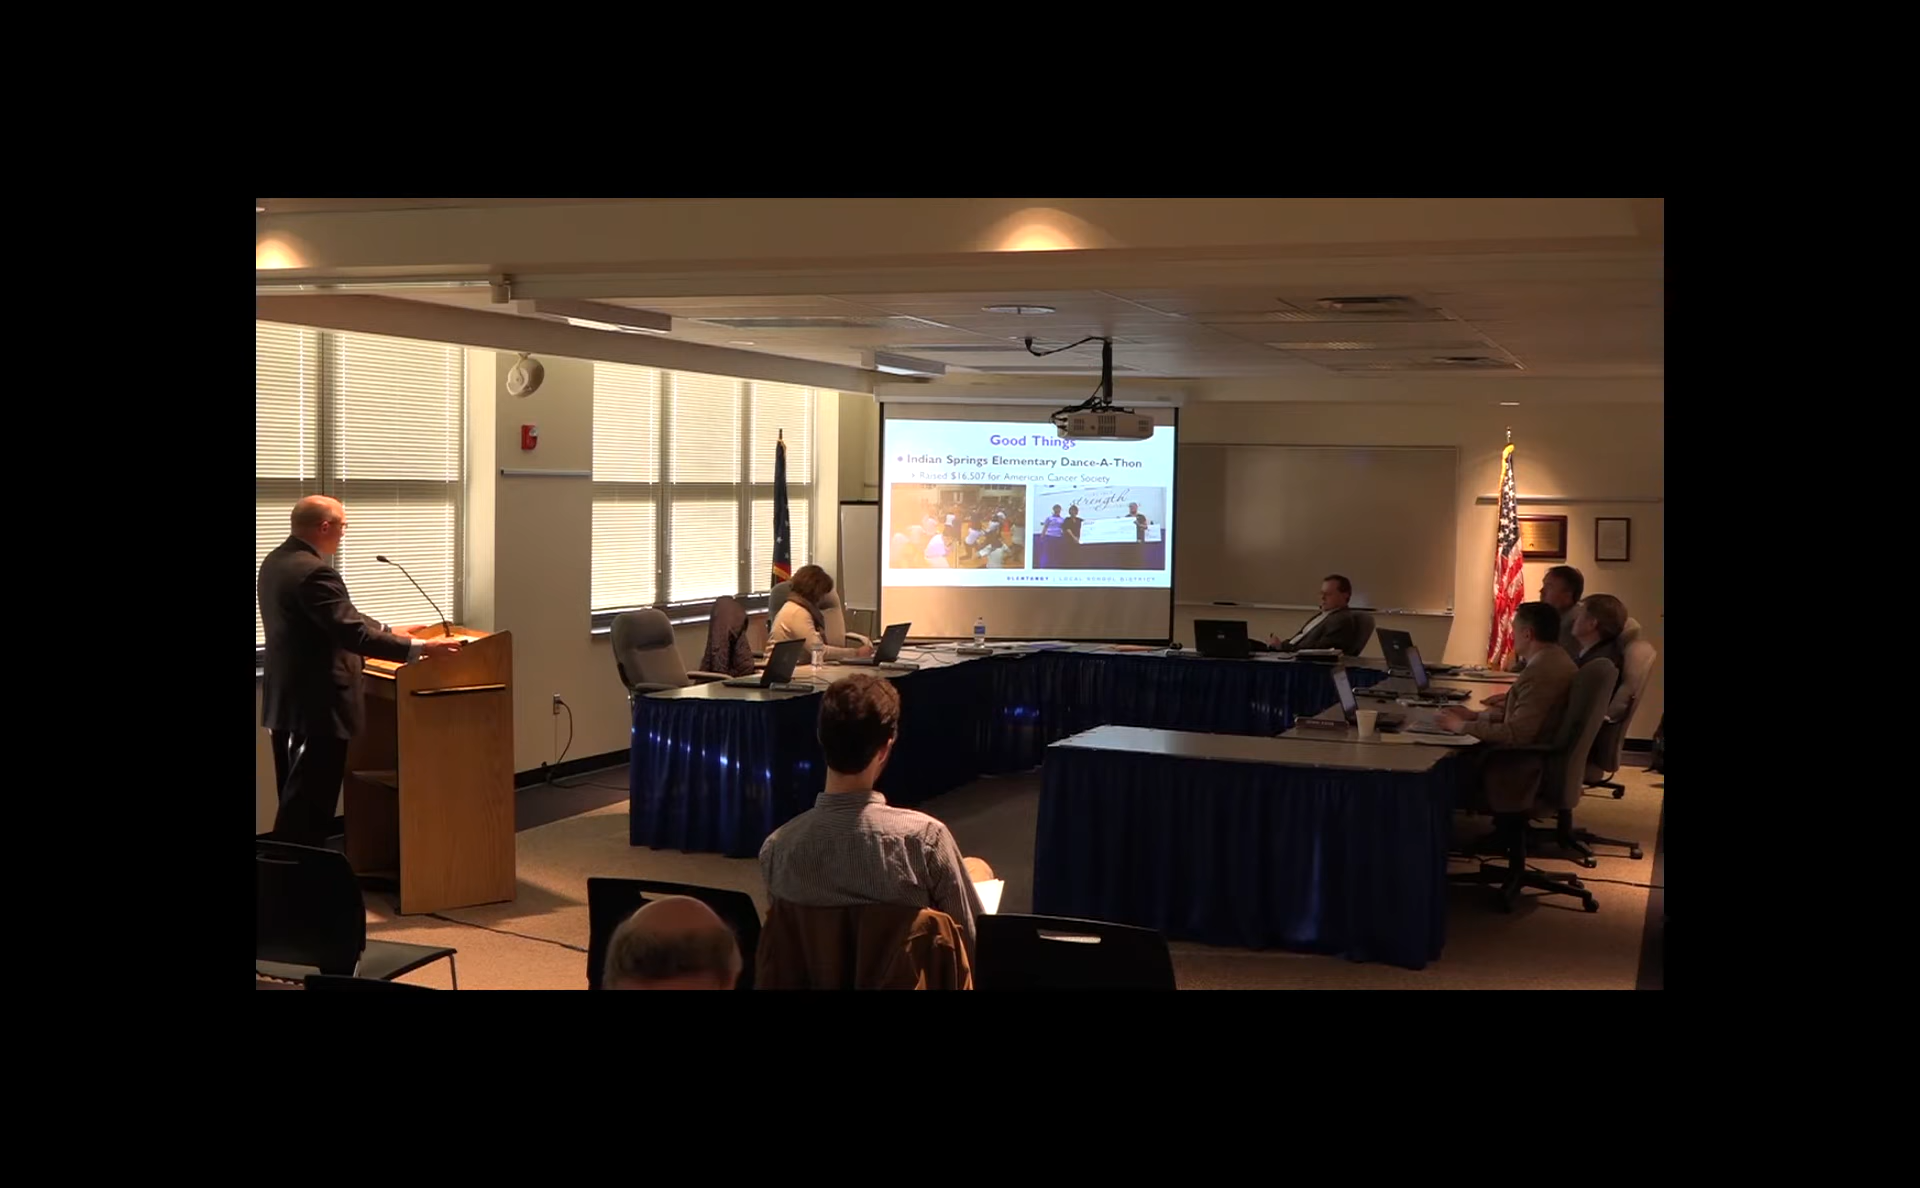 Good Things
• Indian Springs Elementary Dance-A-Thon
• Raised $16,507 for American Cancer Society
strength
OLENTANGY | LOCAL SCHOOL DISTRICT